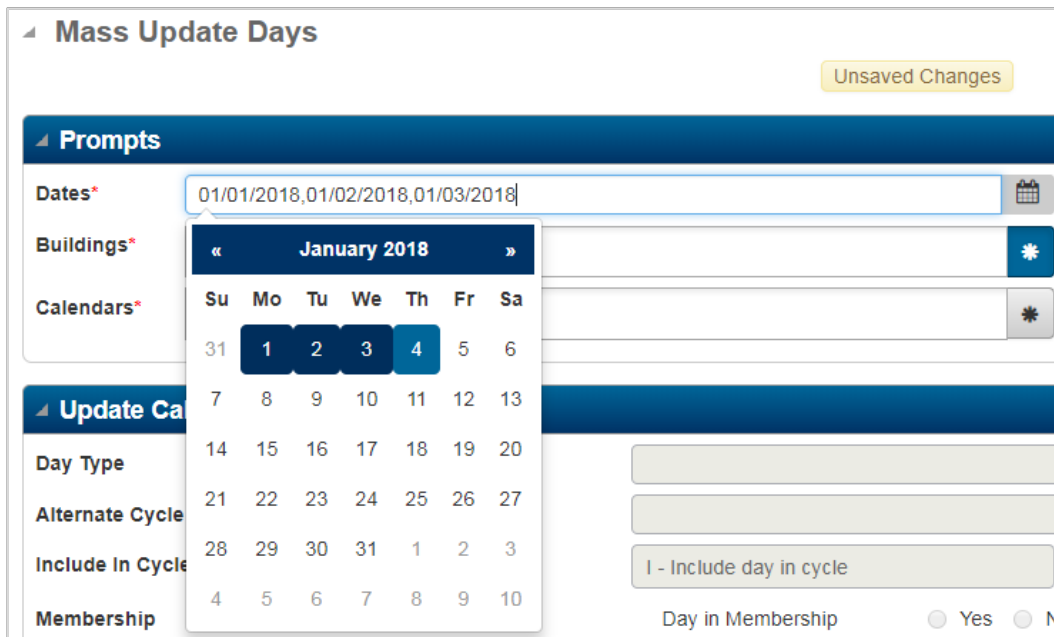 Mass Update Days
Unsaved Changes
Prompts
Dates*
01/01/2018,01/02/2018,01/03/2018
Buildings*
Calendars*
« January 2018 »
Su Mo Tu We Th Fr Sa
31 1 2 3 4 5 6
7 8 9 10 11 12 13
14 15 16 17 18 19 20
21 22 23 24 25 26 27
28 29 30 31 1 2 3
4 5 6 7 8 9 10
Update Cal
Day Type
Alternate Cycle
Include In Cycle
I - Include day in cycle
Membership
Day in Membership Yes N